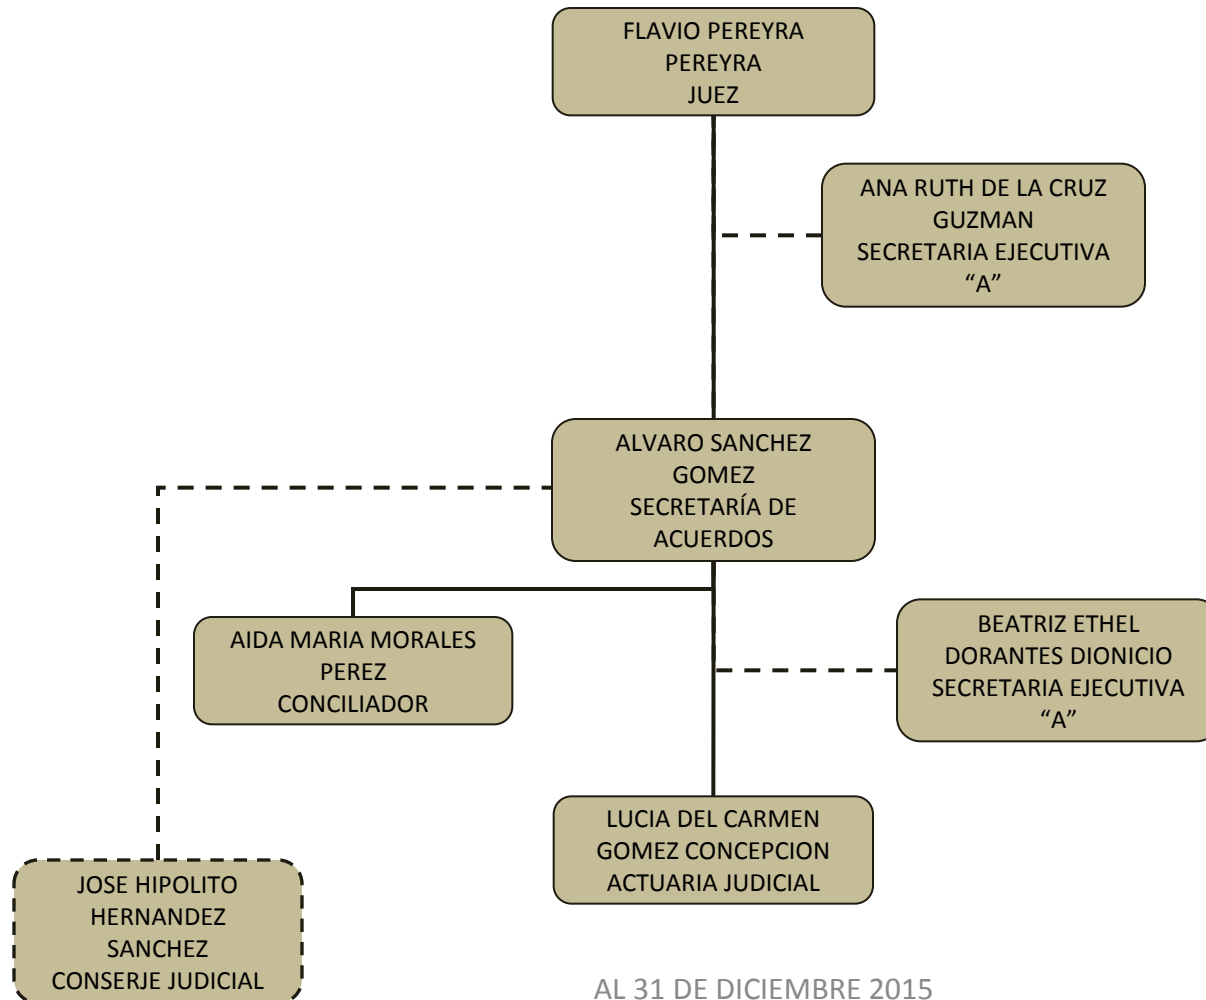 FLAVIO PEREYRA
PEREYRA
JUEZ
ANA RUTH DE LA CRUZ
GUZMAN
SECRETARIA EJECUTIVA
“A”
ALVARO SANCHEZ
GOMEZ
SECRETARÍA DE
ACUERDOS
AIDA MARIA MORALES
PEREZ
CONCILIADOR
BEATRIZ ETHEL
DORANTES DIONICIO
SECRETARIA EJECUTIVA
“A”
LUCIA DEL CARMEN
GOMEZ CONCEPCION
ACTUARIA JUDICIAL
JOSE HIPOLITO
HERNANDEZ
SANCHEZ
CONSERJE JUDICIAL
AL 31 DE DICIEMBRE 2015